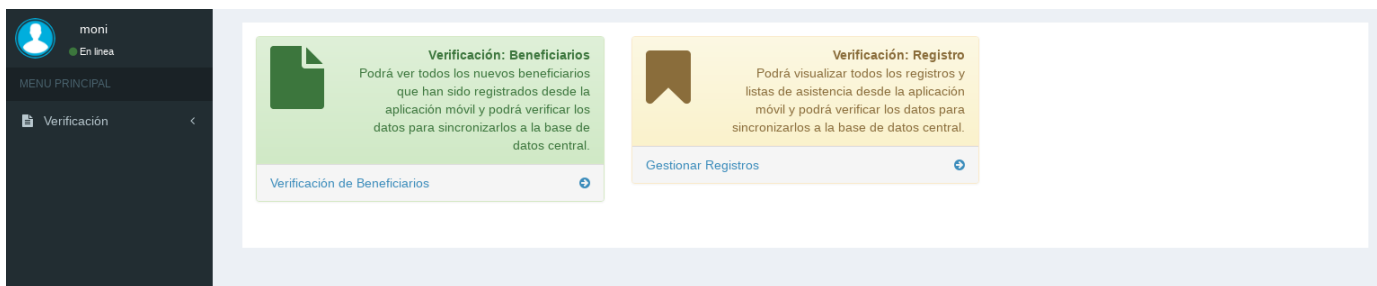 moni
En linea
MENU PRINCIPAL
Verificación
Verificación: Beneficiarios
Podrá ver todos los nuevos beneficiarios
que han sido registrados desde la
aplicación móvil y podrá verificar los
datos para sincronizarlos a la base de
datos central.
Verificación de Beneficiarios
Verificación: Registro
Podrá visualizar todos los registros y
listas de asistencia desde la aplicación
móvil y podrá verificar los datos para
sincronizarlos a la base de datos central.
Gestionar Registros